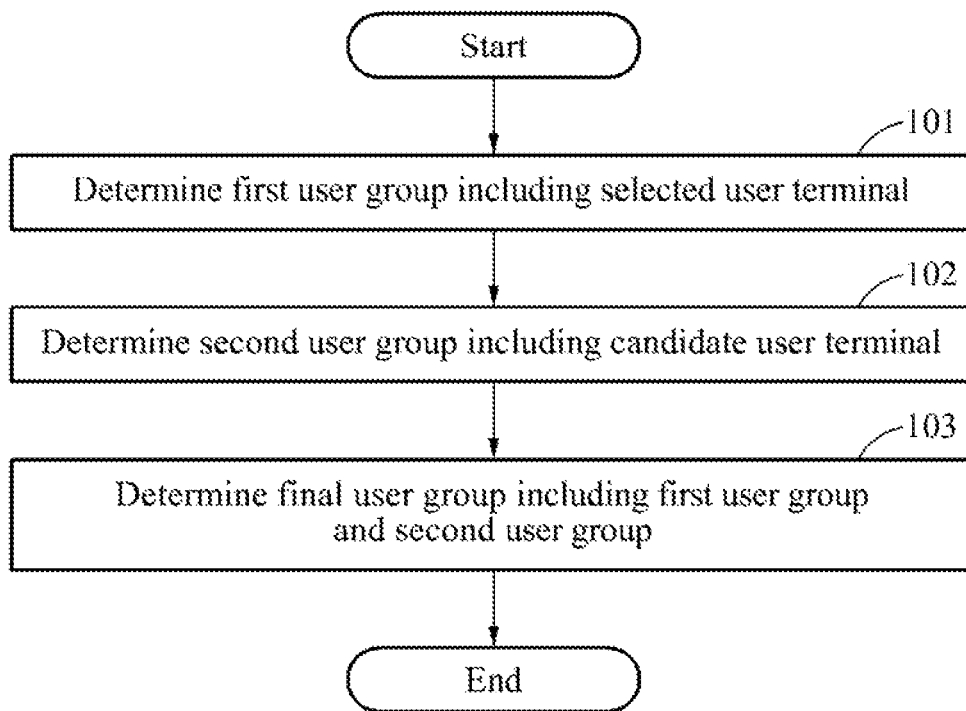 Start
101
Determine first user group including selected user terminal
102
Determine second user group including candidate user terminal
103
Determine final user group including first user group
and second user group
End